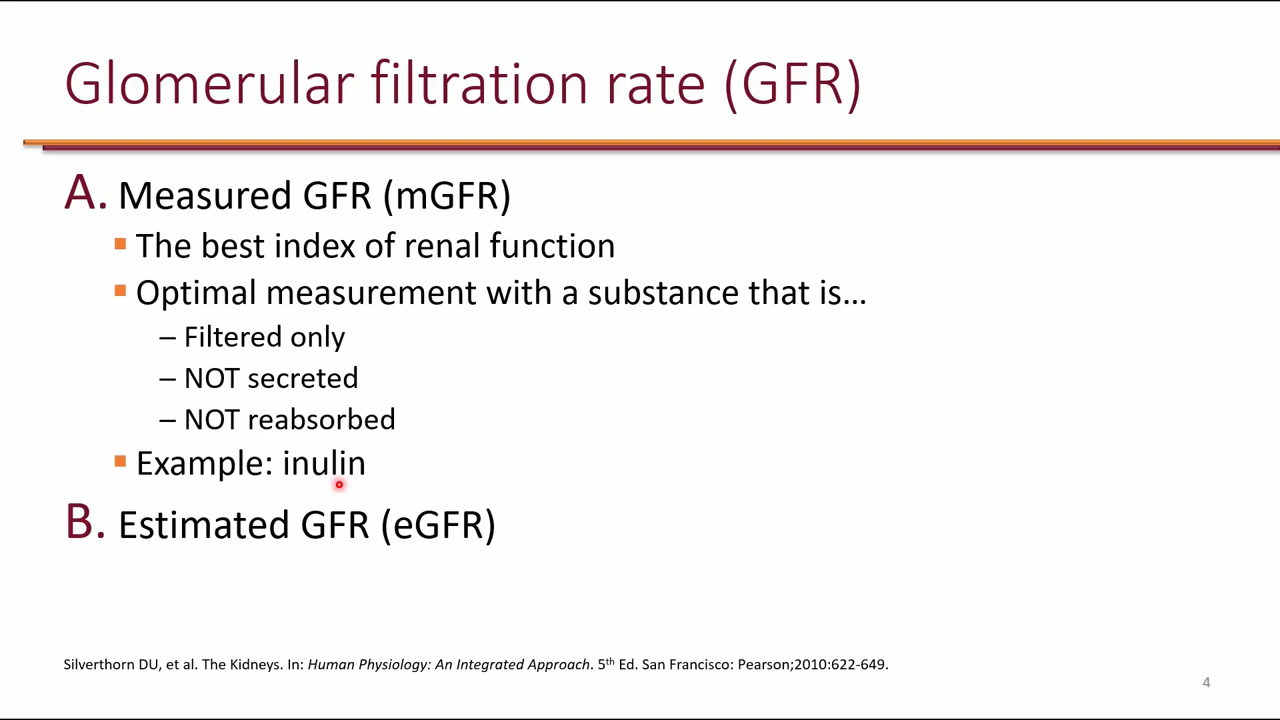 Glomerular filtration rate (GFR)
A. Measured GFR (mGFR)
▪ The best index of renal function
▪ Optimal measurement with a substance that is…
– Filtered only
– NOT secreted
– NOT reabsorbed
▪ Example: inulin
B. Estimated GFR (eGFR)
Silverthorn DU, et al. The Kidneys. In: Human Physiology: An Integrated Approach. 5th Ed. San Francisco: Pearson;2010:622-649.
4